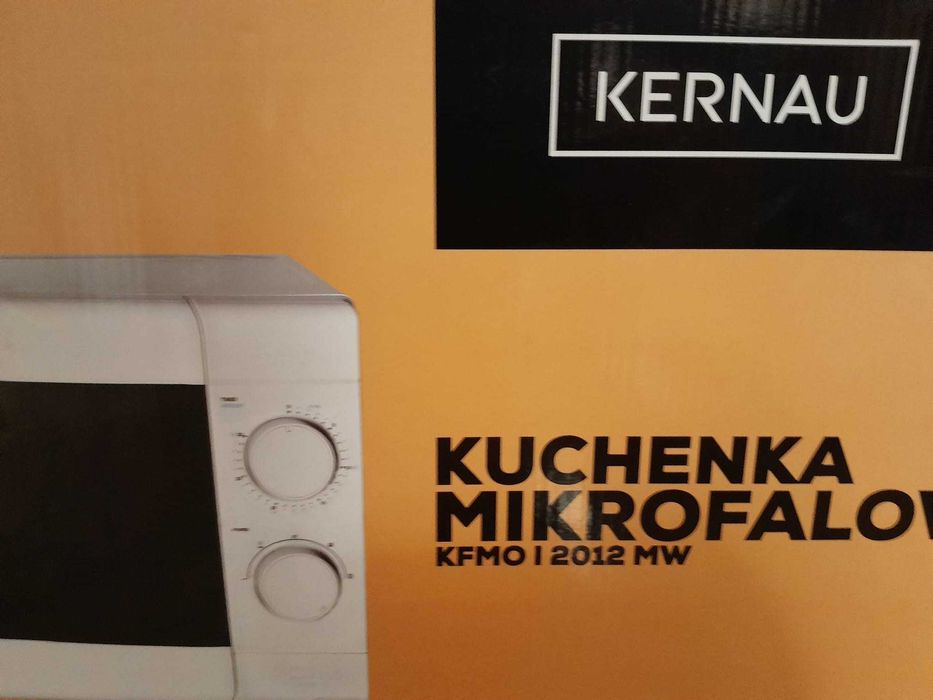 KERNAU
KUCHENKA
MIKROFALOW
KFMO I 2012 MW